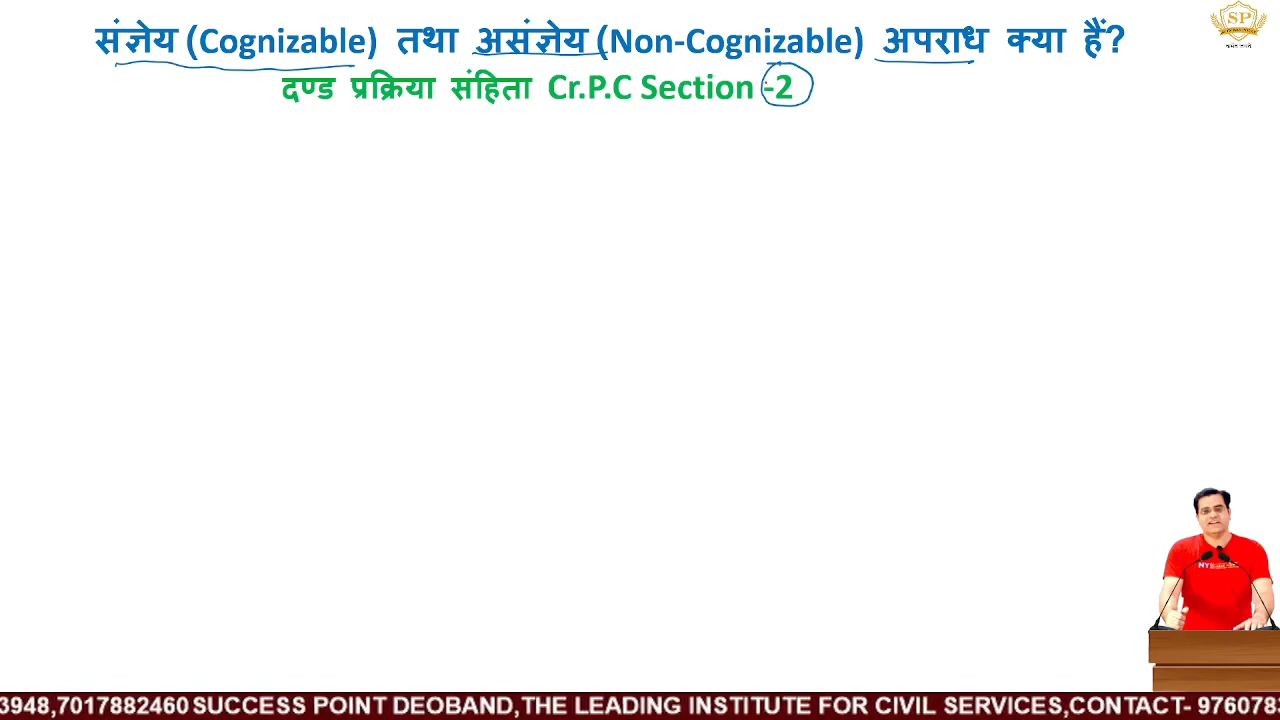 संज्ञेय (Cognizable) तथा असंज्ञेय (Non-Cognizable) अपराध क्या हैं?
SP
दण्ड प्रक्रिया संहिता Cr.P.C Section -2
3948,7017882460 SUCCESS POINT DEOBAND,THE LEADING INSTITUTE FOR CIVIL SERVICES,CONTACT- 976078